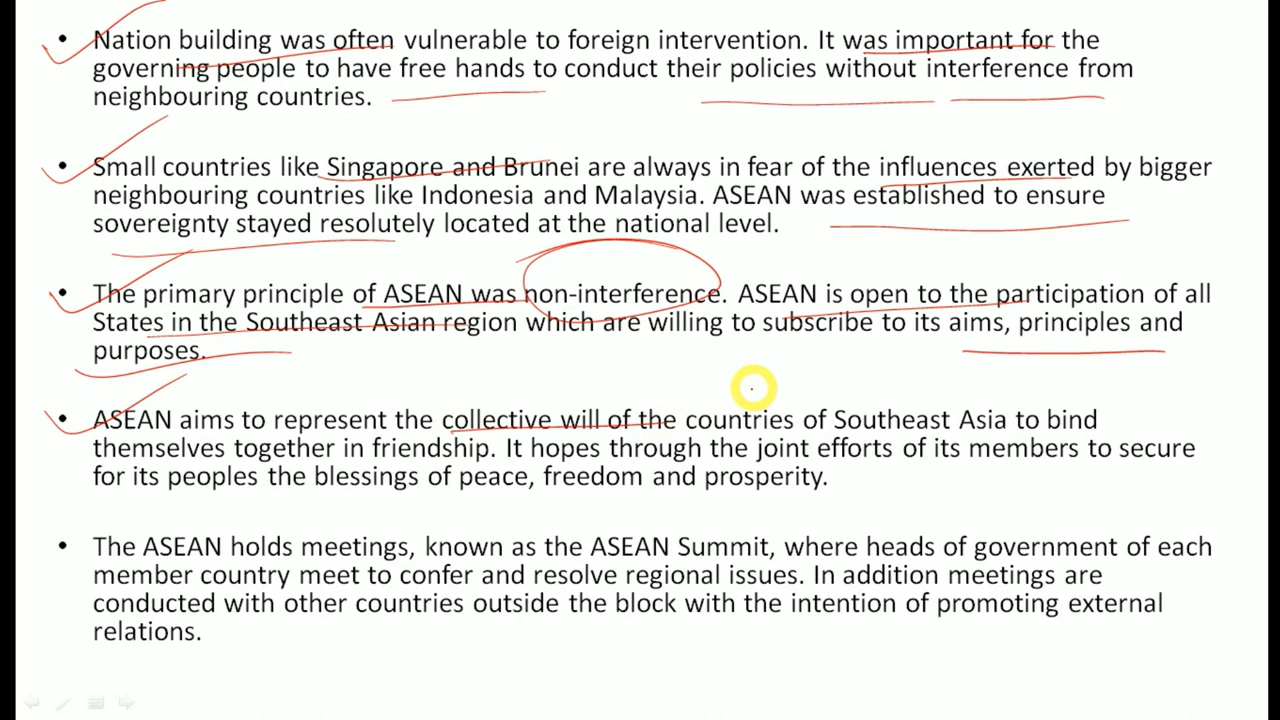 • Nation building was often vulnerable to foreign intervention. It was important for the
governing people to have free hands to conduct their policies without interference from
neighbouring countries.
• Small countries like Singapore and Brunei are always in fear of the influences exerted by bigger
neighbouring countries like Indonesia and Malaysia. ASEAN was established to ensure
sovereignty stayed resolutely located at the national level.
• The primary principle of ASEAN was non-interference. ASEAN is open to the participation of all
States in the Southeast Asian region which are willing to subscribe to its aims, principles and
purposes.
• ASEAN aims to represent the collective will of the countries of Southeast Asia to bind
themselves together in friendship. It hopes through the joint efforts of its members to secure
for its peoples the blessings of peace, freedom and prosperity.
• The ASEAN holds meetings, known as the ASEAN Summit, where heads of government of each
member country meet to confer and resolve regional issues. In addition meetings are
conducted with other countries outside the block with the intention of promoting external
relations.